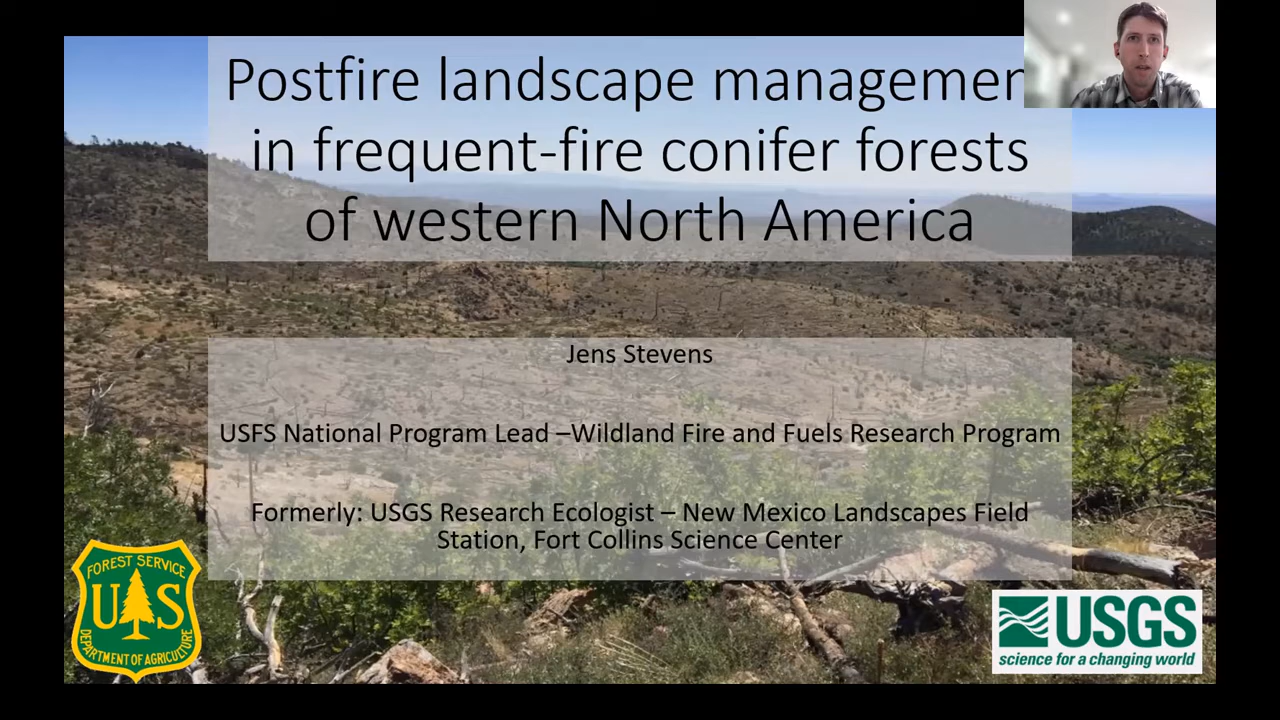 Postfire landscape managemen
in frequent-fire conifer forests
of western North America
Jens Stevens
USFS National Program Lead –Wildland Fire and Fuels Research Program
Formerly: USGS Research Ecologist – New Mexico Landscapes Field
Station, Fort Collins Science Center
FOREST SERVICE
U S
DEPARTMENT OF AGRICULTURE
USGS
science for a changing world